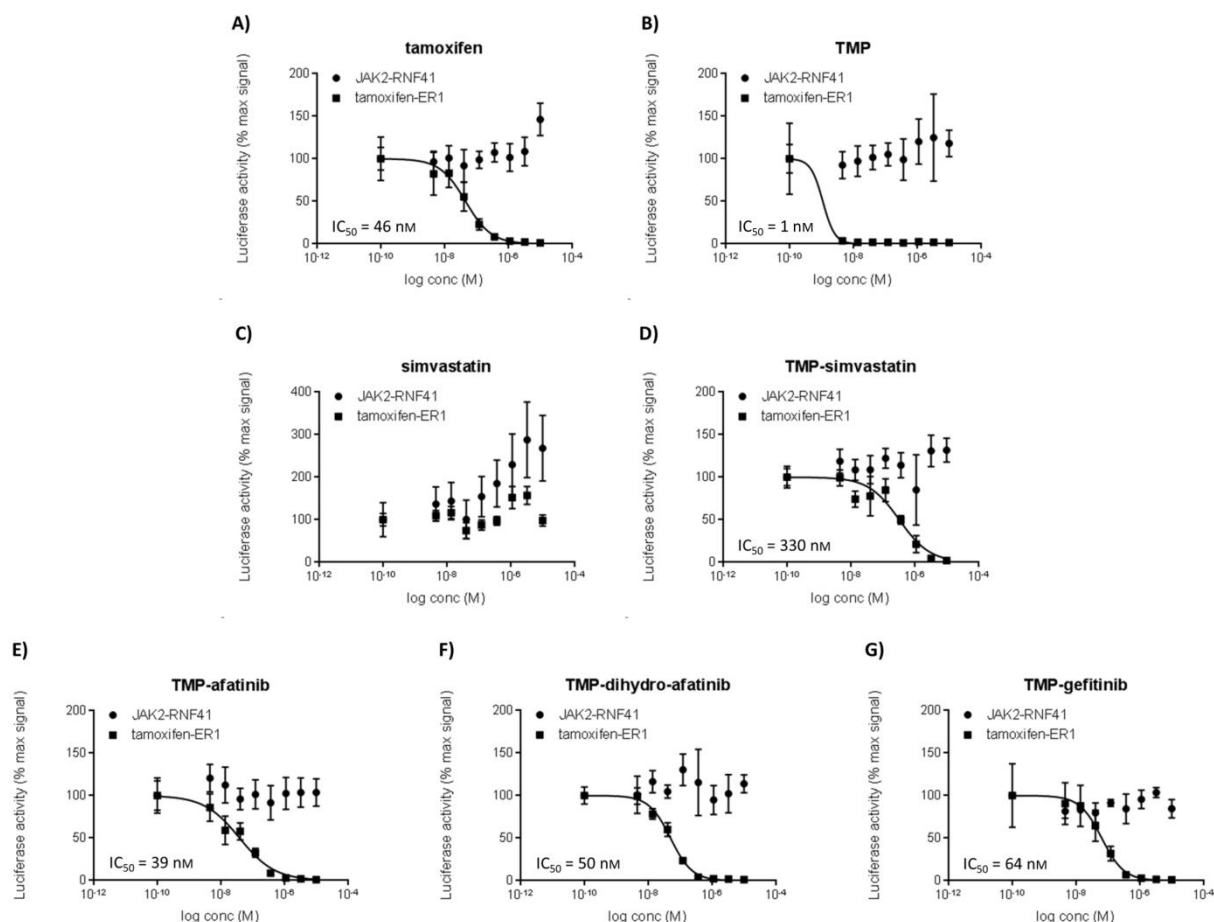 A)
tamoxifen
Luciferase activity (% max signal)
JAK2-RNF41
tamoxifen-ER1
200
150
100
50
0
IC50 = 46 nM
10-12 10-10 10-8 10-6 10-4
log conc (M)
B)
TMP
Luciferase activity (% max signal)
JAK2-RNF41
tamoxifen-ER1
200
150
100
50
0
IC50 = 1 nM
10-12 10-10 10-8 10-6 10-4
log conc (M)
C)
simvastatin
Luciferase activity (% max signal)
JAK2-RNF41
tamoxifen-ER1
400
300
200
100
0
10-12 10-10 10-8 10-6 10-4
log conc (M)
D)
TMP-simvastatin
Luciferase activity (% max signal)
JAK2-RNF41
tamoxifen-ER1
200
150
100
50
0
IC50 = 330 nM
10-12 10-10 10-8 10-6 10-4
log conc (M)
E)
TMP-afatinib
Luciferase activity (% max signal)
JAK2-RNF41
tamoxifen-ER1
200
150
100
50
0
IC50 = 39 nM
10-12 10-10 10-8 10-6 10-4
log conc (M)
F)
TMP-dihydro-afatinib
Luciferase activity (% max signal)
JAK2-RNF41
tamoxifen-ER1
200
150
100
50
0
IC50 = 50 nM
10-12 10-10 10-8 10-6 10-4
log conc (M)
G)
TMP-gefitinib
Luciferase activity (% max signal)
JAK2-RNF41
tamoxifen-ER1
200
150
100
50
0
IC50 = 64 nM
10-12 10-10 10-8 10-6 10-4
log conc (M)